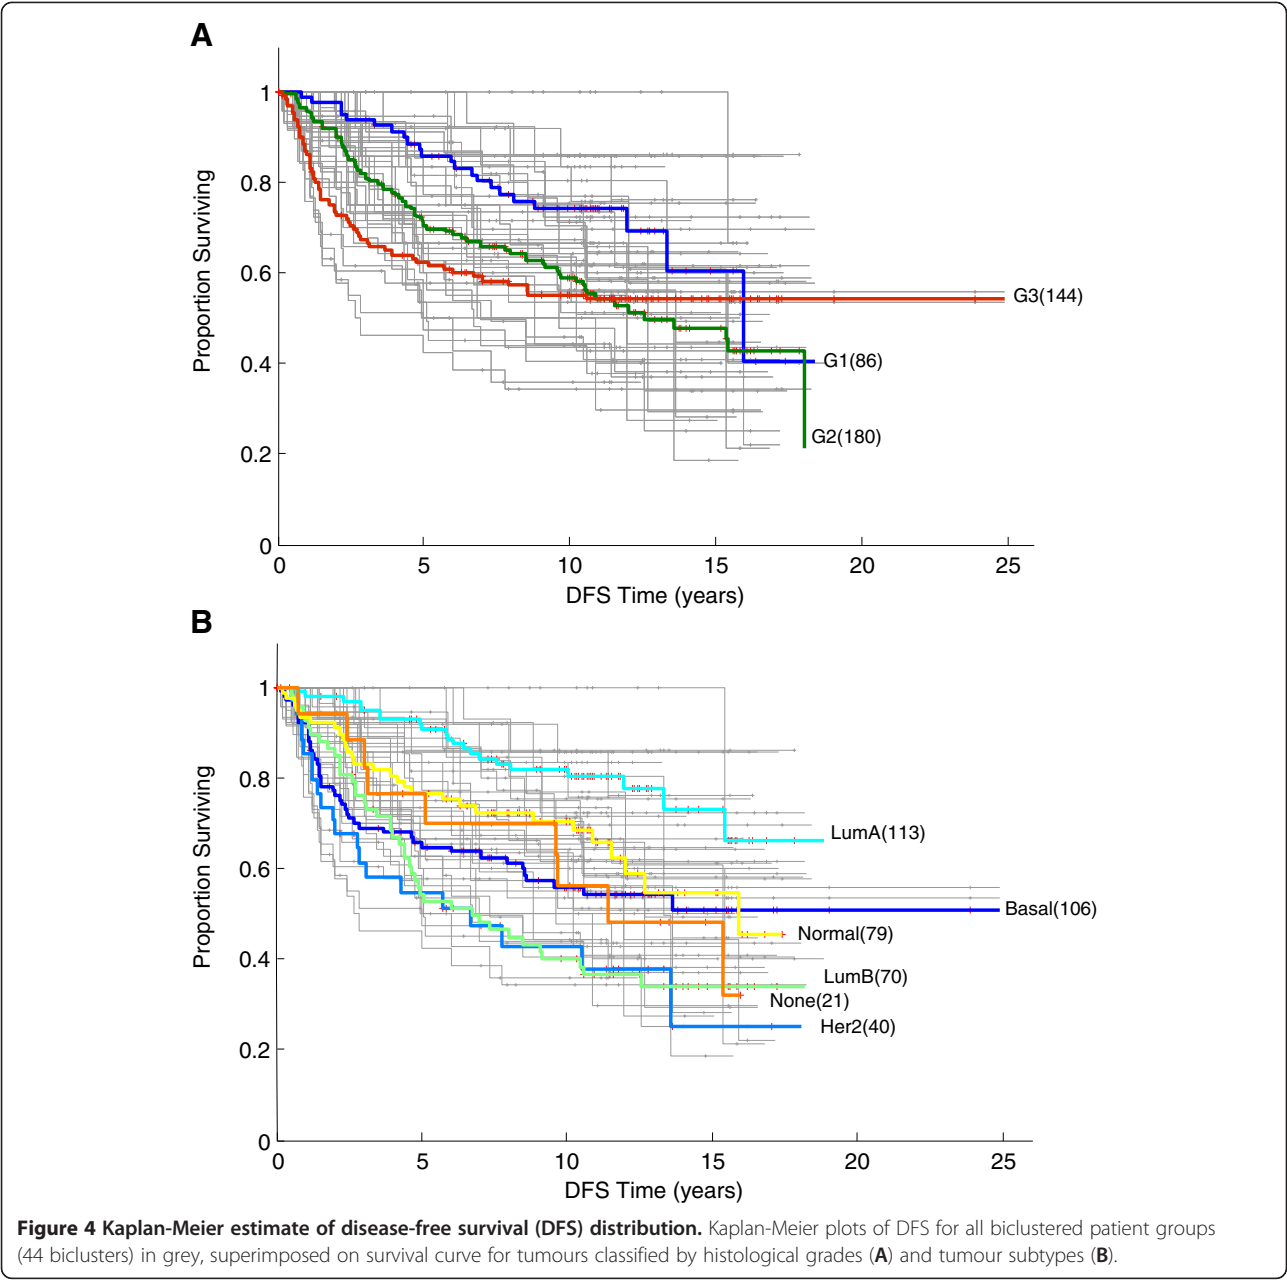 A
1
0.8
0.6
0.4
0.2
0
Proportion Surviving
G3(144)
G1(86)
G2(180)
0 5 10 15 20 25
DFS Time (years)
B
1
0.8
0.6
0.4
0.2
0
Proportion Surviving
LumA(113)
Basal(106)
Normal(79)
LumB(70)
None(21)
Her2(40)
0 5 10 15 20 25
DFS Time (years)
Figure 4 Kaplan-Meier estimate of disease-free survival (DFS) distribution. Kaplan-Meier plots of DFS for all biclustered patient groups
(44 biclusters) in grey, superimposed on survival curve for tumours classified by histological grades (A) and tumour subtypes (B).